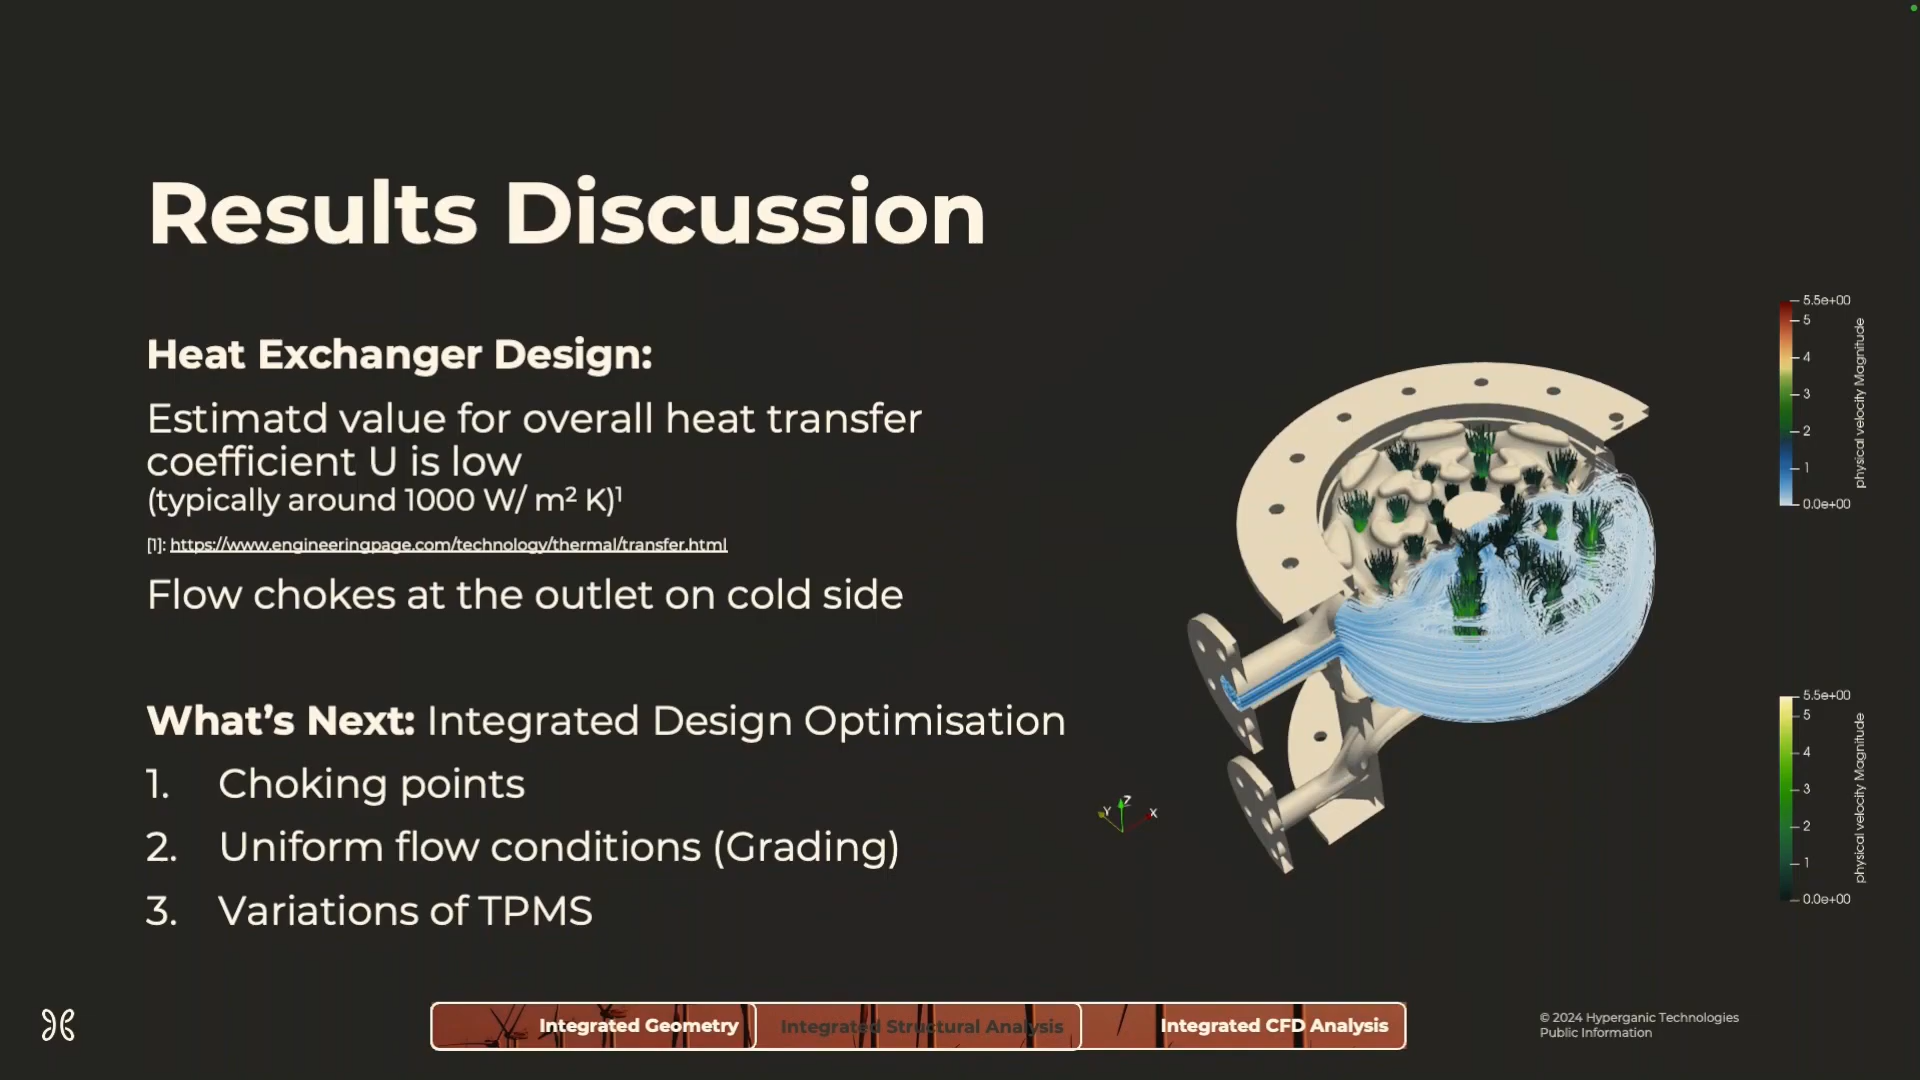 Results Discussion
Heat Exchanger Design:
Estimatd value for overall heat transfer
coefficient U is low
(typically around 1000 W/ m² K)¹
[1]: https://www.engineeringpage.com/technology/thermal/transfer.html
Flow chokes at the outlet on cold side
What's Next: Integrated Design Optimisation
1. Choking points
2. Uniform flow conditions (Grading)
3. Variations of TPMS
5.5e+00
5
4
3
2
1
0.0e+00
physical velocity Magnitude
5.5e+00
5
4
3
2
1
0.0e+00
physical velocity Magnitude
Y
Z
X
Integrated Geometry
Integrated Structural Analysis
Integrated CFD Analysis
© 2024 Hyperganic Technologies
Public Information